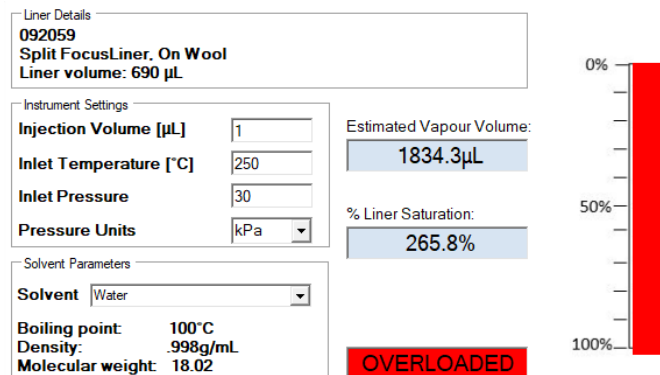 Liner Details
092059
Split FocusLiner, On Wool
Liner volume: 690 µL
Instrument Settings
Injection Volume [µL] 1
Inlet Temperature [°C] 250
Inlet Pressure 30
Pressure Units kPa
Solvent Parameters
Solvent Water
Boiling point: 100°C
Density: .998g/mL
Molecular weight: 18.02
Estimated Vapour Volume:
1834.3µL
% Liner Saturation:
265.8%
OVERLOADED
0%
50%
100%